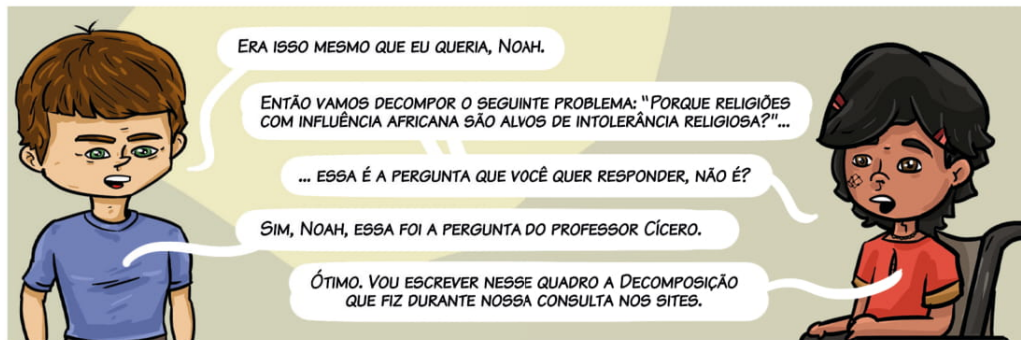 Era isso mesmo que eu queria, Noah.
Então vamos decompor o seguinte problema: "Porque religiões
com influência africana são alvos de intolerância religiosa?"...
... essa é a pergunta que você quer responder, não é?
Sim, Noah, essa foi a pergunta do professor Cícero.
Ótimo. Vou escrever nesse quadro a Decomposição
que fiz durante nossa consulta nos sites.